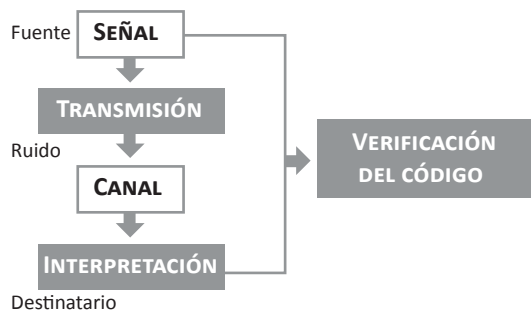 Fuente
SEÑAL
TRANSMISIÓN
Ruido
CANAL
INTERPRETACIÓN
Destinatario
VERIFICACIÓN
DEL CÓDIGO